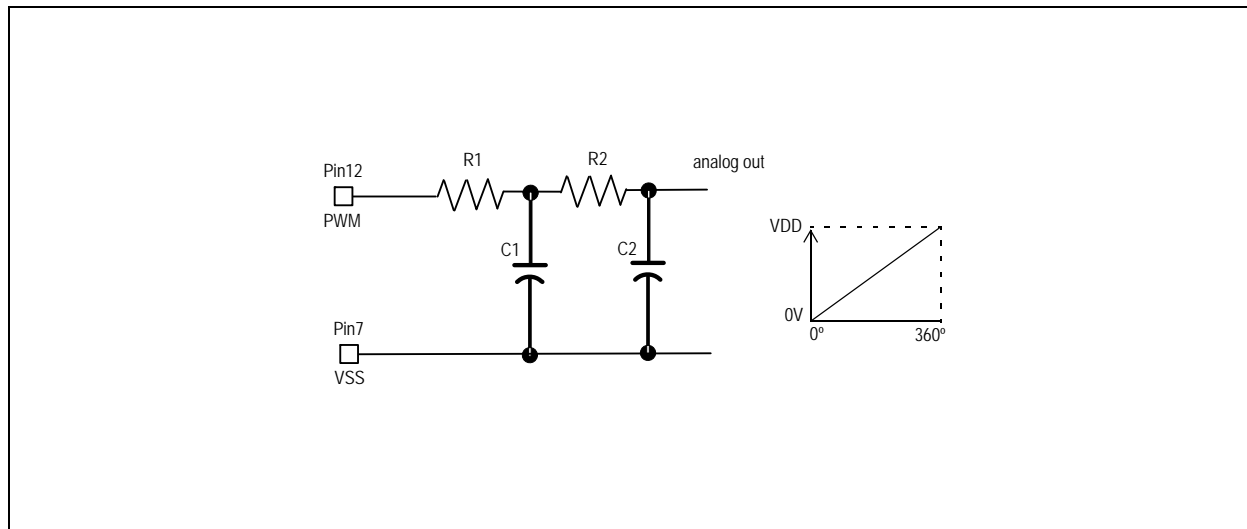 R1
R2
analog out
Pin12
PWM
C1
C2
VDD
0V
0º
360º
Pin7
VSS